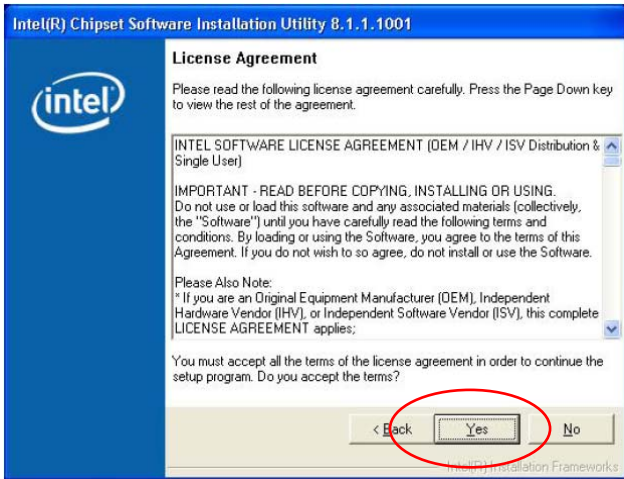 Intel(R) Chipset Software Installation Utility 8.1.1.1001
intel
License Agreement
Please read the following license agreement carefully. Press the Page Down key
to view the rest of the agreement.
INTEL SOFTWARE LICENSE AGREEMENT (OEM / IHV / ISV Distribution &
Single User)
IMPORTANT - READ BEFORE COPYING, INSTALLING OR USING.
Do not use or load this software and any associated materials (collectively,
the "Software") until you have carefully read the following terms and
conditions. By loading or using the Software, you agree to the terms of this
Agreement. If you do not wish to so agree, do not install or use the Software.
Please Also Note:
* If you are an Original Equipment Manufacturer (OEM), Independent
Hardware Vendor (IHV), or Independent Software Vendor (ISV), this complete
LICENSE AGREEMENT applies;
You must accept all the terms of the license agreement in order to continue the
setup program. Do you accept the terms?
< Back Yes No
Intel(R) Installation Frameworks